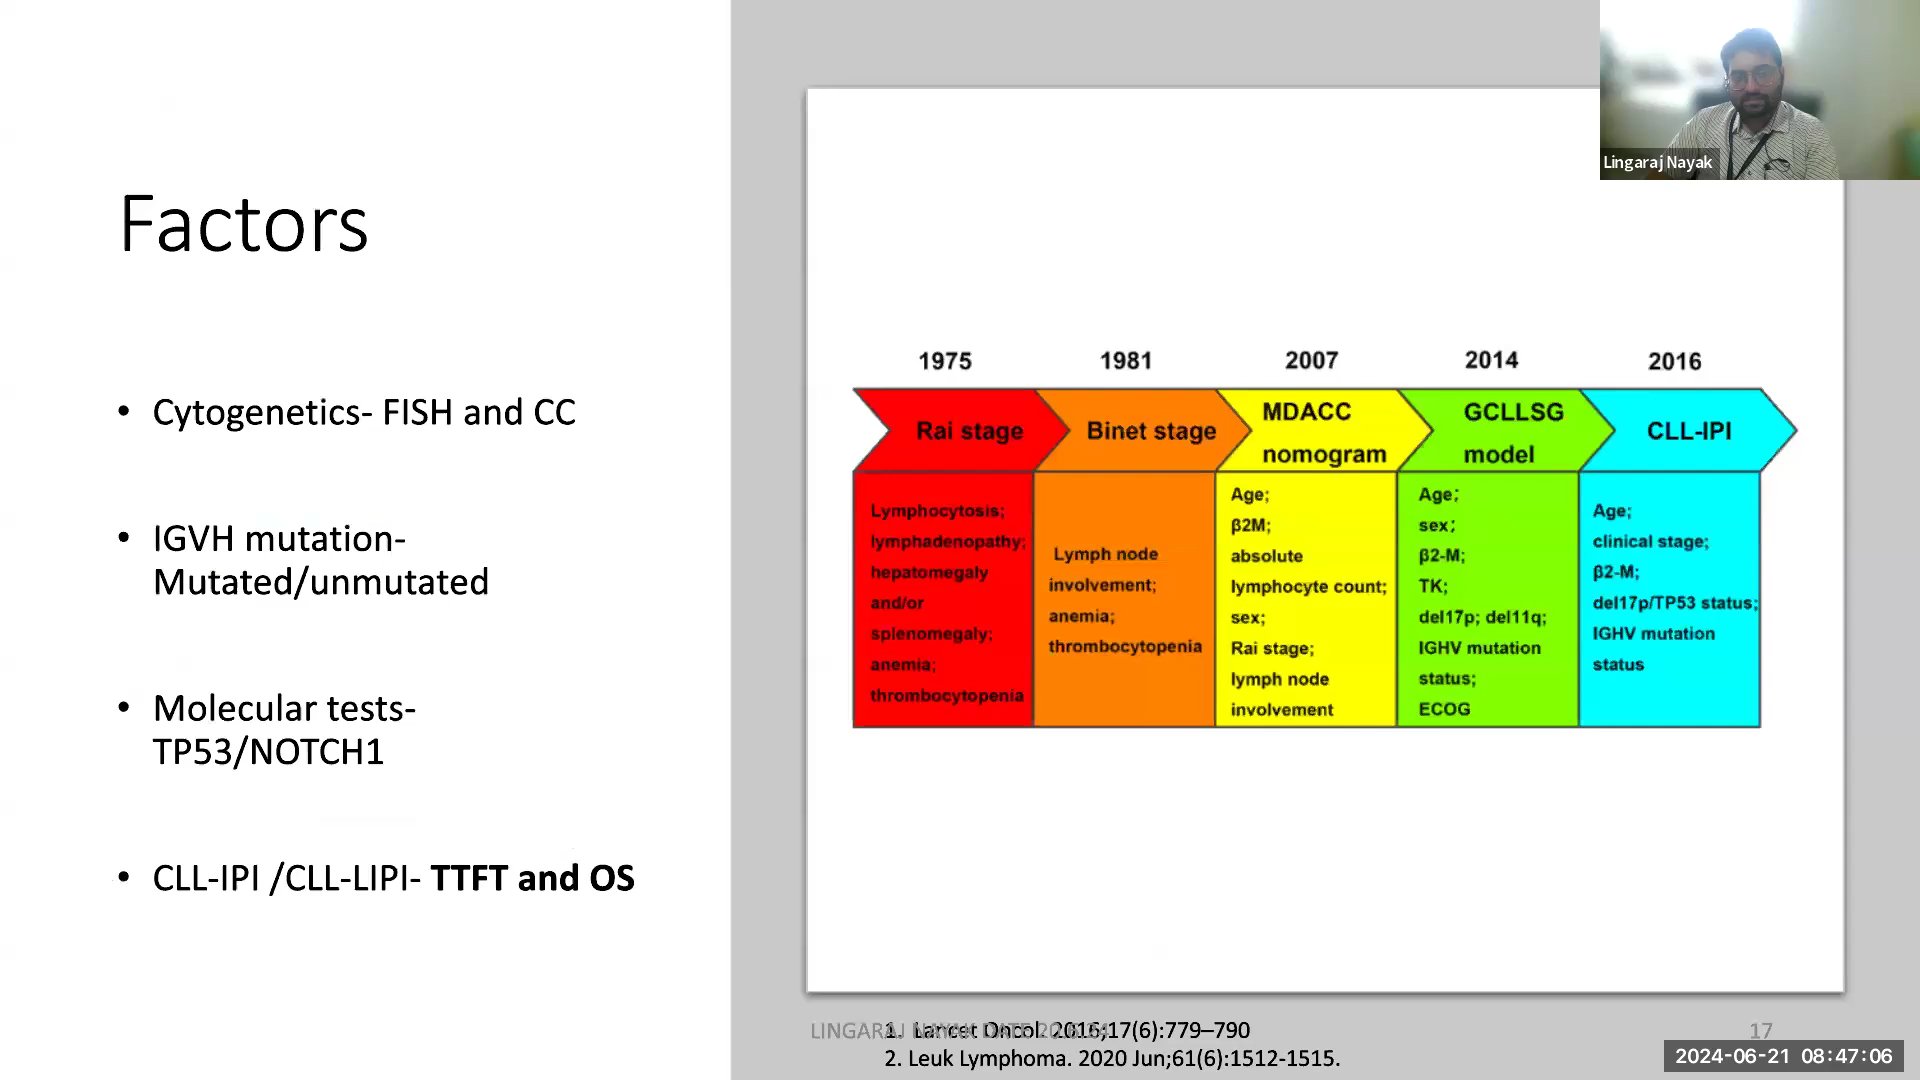 Factors
• Cytogenetics- FISH and CC
• IGVH mutation-
Mutated/unmutated
• Molecular tests-
TP53/NOTCH1
• CLL-IPI /CLL-LIPI- TTFT and OS
Lingaraj Nayak
1975
1981
2007
2014
2016
Rai stage
Binet stage
MDACC
nomogram
GCLLSG
model
CLL-IPI
Lymphocytosis;
lymphadenopathy;
hepatomegaly
and/or
splenomegaly;
anemia;
thrombocytopenia
Lymph node
involvement;
anemia;
thrombocytopenia
Age;
β2M;
absolute
lymphocyte count;
sex;
Rai stage;
lymph node
involvement
Age;
sex;
β2-M;
TK;
del17p; del11q;
IGHV mutation
status;
ECOG
Age;
clinical stage;
β2-M;
del17p/TP53 status;
IGHV mutation
status
LINGARAJ NAYAK DATE
1. Lancet Oncol. 2016;17(6):779–790
2. Leuk Lymphoma. 2020 Jun;61(6):1512-1515.
17
2024-06-21 08:47:06